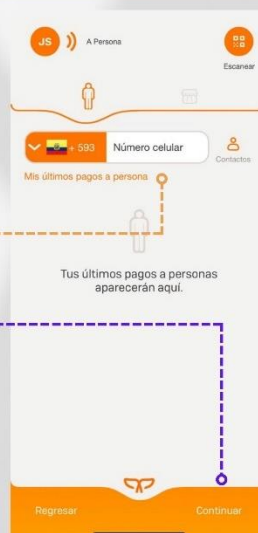 JS
A Persona
Escanear
+ 593
Número celular
Contactos
Mis últimos pagos a persona
Tus últimos pagos a personas
aparecerán aquí.
Regresar
Continuar